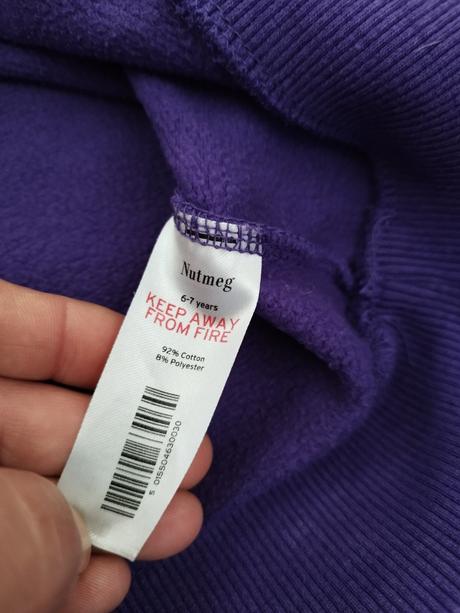 Nutmeg
6-7 years
KEEP AWAY
FROM FIRE
92% Cotton
8% Polyester
5 015504630030